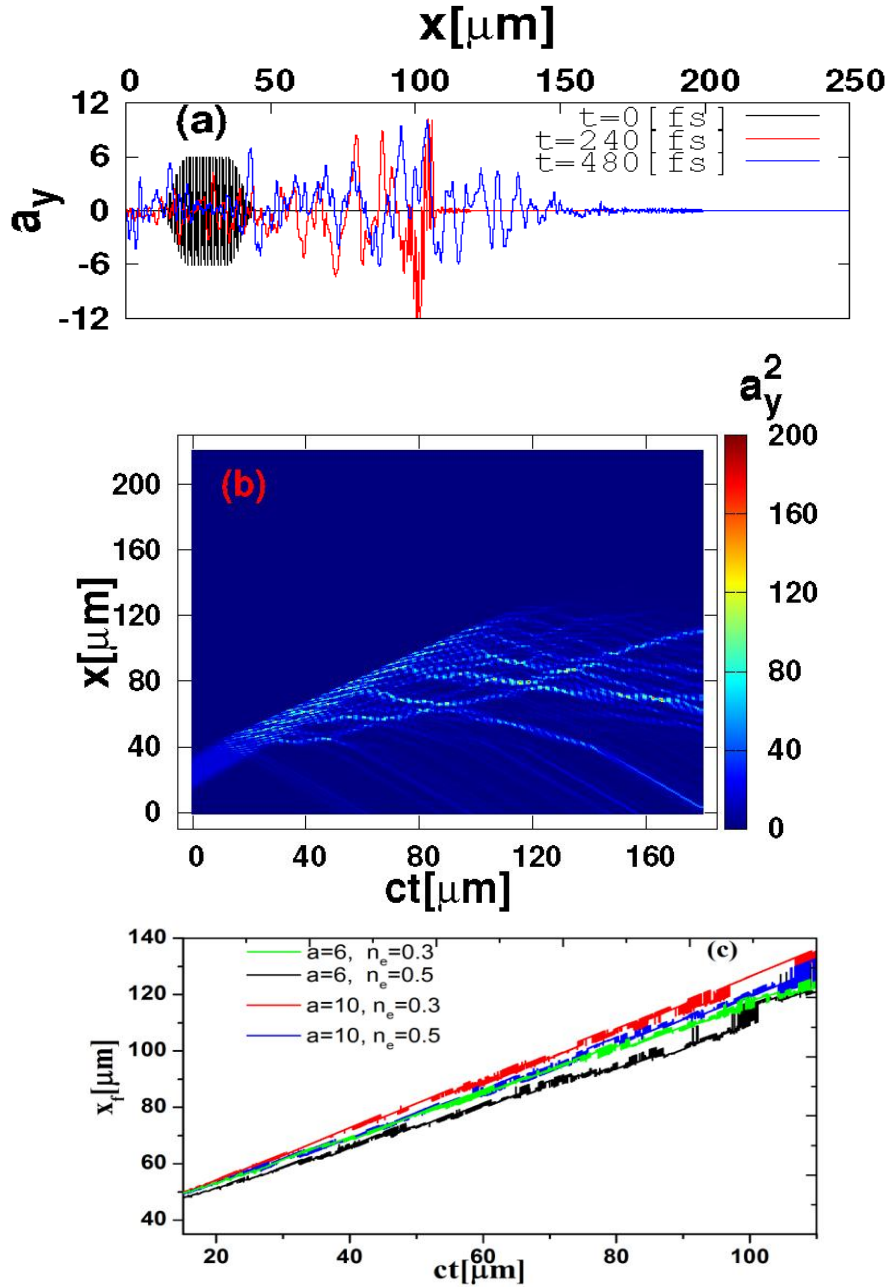 x[μm]
0 50 100 150 200 250
12
6
0
-6
-12
a_y
(a)
t=0[fs]
t=240[fs]
t=480[fs]
a_y^2
200
160
120
80
40
0
(b)
200
160
120
80
40
0
x[μm]
0 40 80 120 160
ct[μm]
140
120
100
80
60
40
x_f[μm]
a=6, n_e=0.3
a=6, n_e=0.5
a=10, n_e=0.3
a=10, n_e=0.5
(c)
20 40 60 80 100
ct[μm]